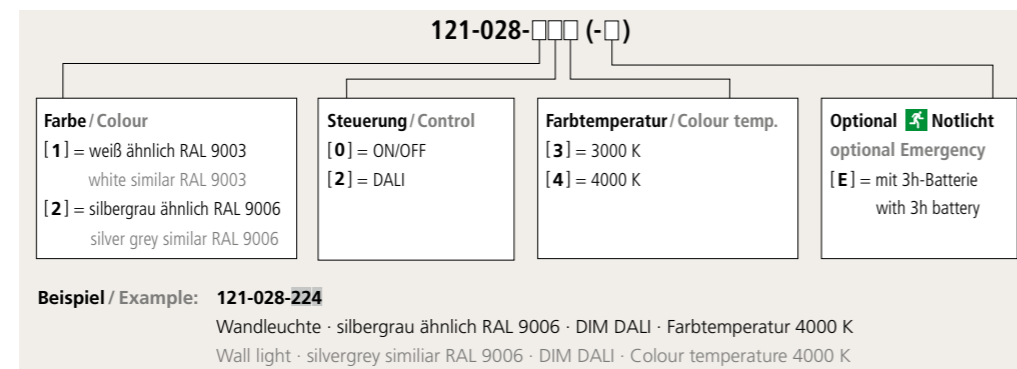 121-028-□□□ (-□)
Farbe / Colour
[1] = weiß ähnlich RAL 9003
white similar RAL 9003
[2] = silbergrau ähnlich RAL 9006
silver grey similar RAL 9006
Steuerung / Control
[0] = ON/OFF
[2] = DALI
Farbtemperatur / Colour temp.
[3] = 3000 K
[4] = 4000 K
Optional Notlicht
optional Emergency
[E] = mit 3h-Batterie
with 3h battery
Beispiel / Example: 121-028-224
Wandleuchte · silbergrau ähnlich RAL 9006 · DIM DALI · Farbtemperatur 4000 K
Wall light · silvergrey similiar RAL 9006 · DIM DALI · Colour temperature 4000 K